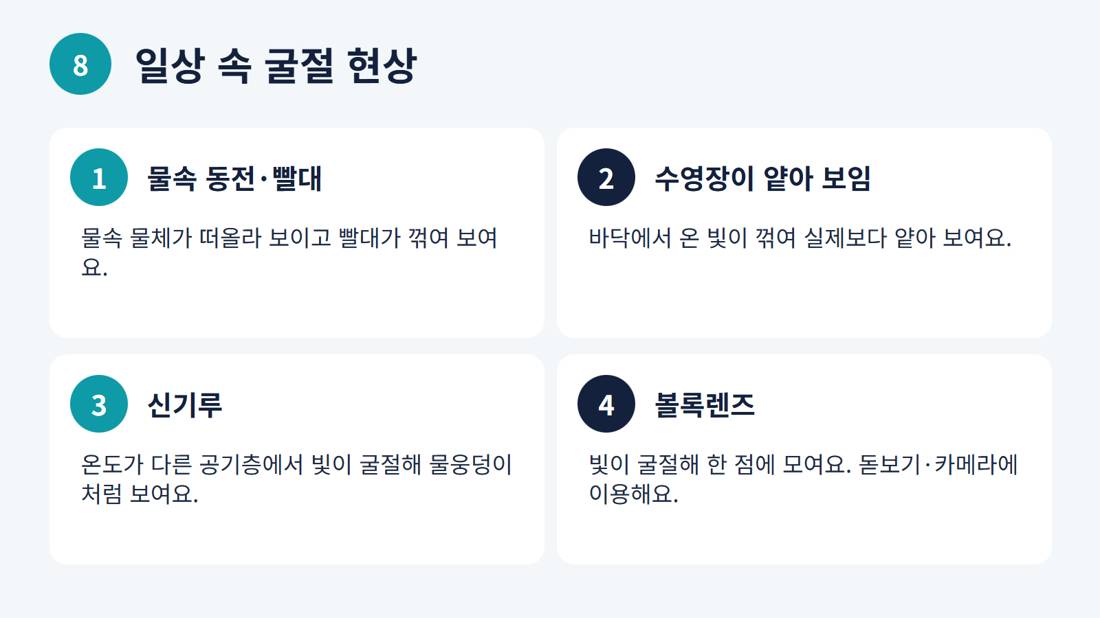 8
일상 속 굴절 현상
1
물속 동전·빨대
물속 물체가 떠올라 보이고 빨대가 꺾여 보여
요.
2
수영장이 얕아 보임
바닥에서 온 빛이 꺾여 실제보다 얕아 보여요.
3
신기루
온도가 다른 공기층에서 빛이 굴절해 물웅덩이
처럼 보여요.
4
볼록렌즈
빛이 굴절해 한 점에 모여요. 돋보기·카메라에
이용해요.